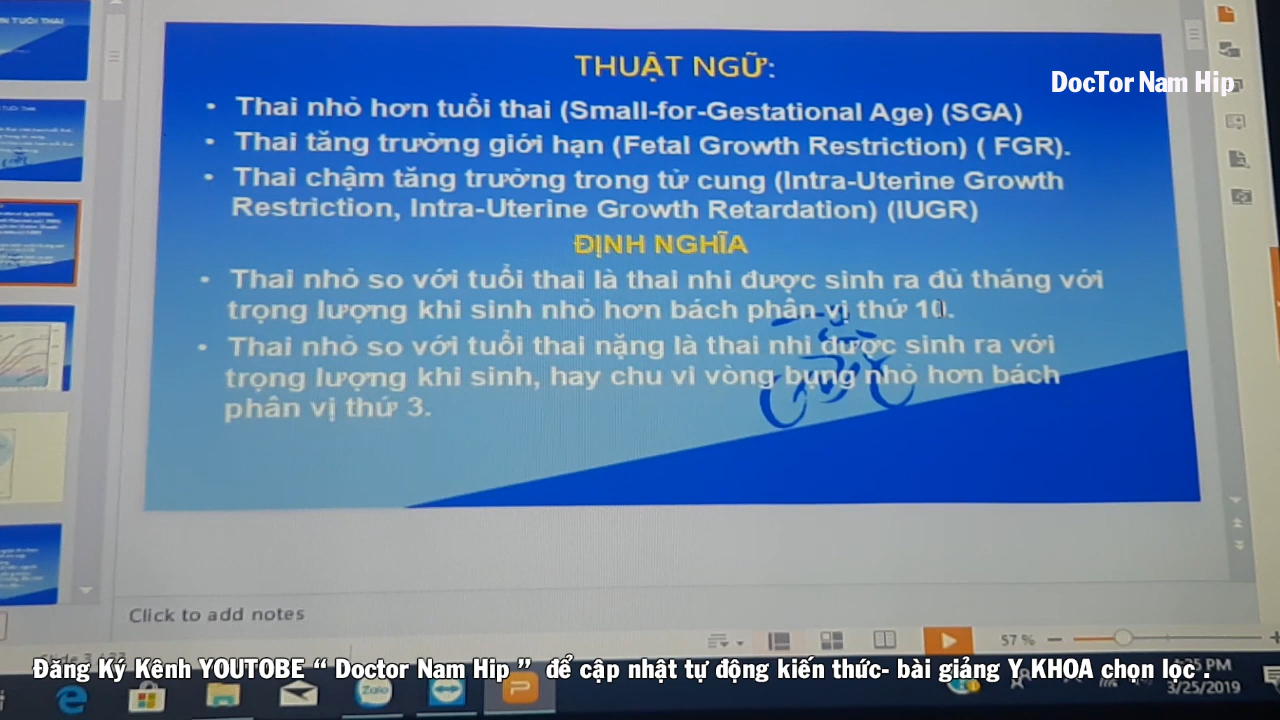 THUẬT NGỮ:
DocTor Nam Hip
• Thai nhỏ hơn tuổi thai (Small-for-Gestational Age) (SGA)
• Thai tăng trưởng giới hạn (Fetal Growth Restriction) ( FGR).
• Thai chậm tăng trưởng trong tử cung (Intra-Uterine Growth
Restriction, Intra-Uterine Growth Retardation) (IUGR)
ĐỊNH NGHĨA
• Thai nhỏ so với tuổi thai là thai nhi được sinh ra đủ tháng với
trọng lượng khi sinh nhỏ hơn bách phân vị thứ 10.
• Thai nhỏ so với tuổi thai nặng là thai nhi được sinh ra với
trọng lượng khi sinh, hay chu vi vòng bụng nhỏ hơn bách
phân vị thứ 3.
Click to add notes
57 %
Đăng Ký Kênh YOUTOBE “ Doctor Nam Hip ” để cập nhật tự động kiến thức- bài giảng Y KHOA chọn lọc .
Zalo
PM
3/25/2019